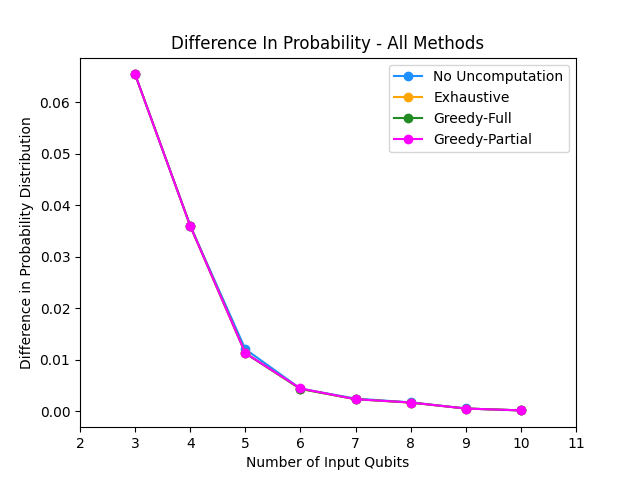 Difference In Probability - All Methods
No Uncomputation
Exhaustive
Greedy-Full
Greedy-Partial
Difference in Probability Distribution
0.06
0.05
0.04
0.03
0.02
0.01
0.00
2 3 4 5 6 7 8 9 10 11
Number of Input Qubits